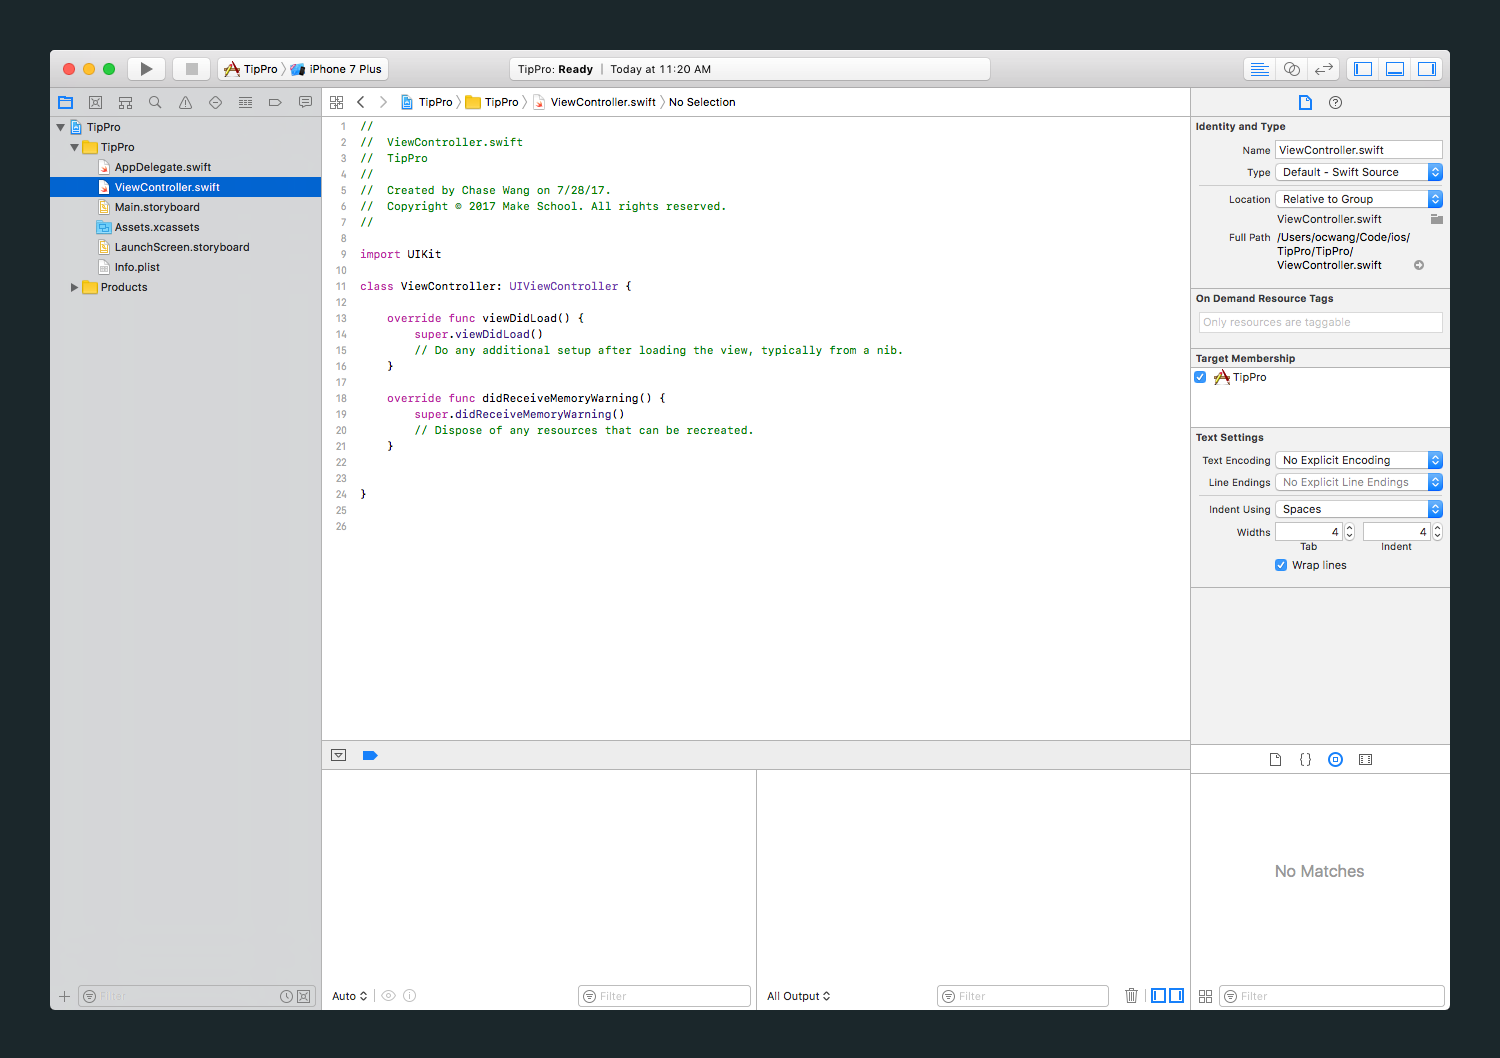 TipPro 〉 iPhone 7 Plus
TipPro: Ready | Today at 11:20 AM
TipPro 〉 TipPro 〉 ViewController.swift 〉 No Selection
TipPro
TipPro
AppDelegate.swift
ViewController.swift
Main.storyboard
Assets.xcassets
LaunchScreen.storyboard
Info.plist
Products
Filter
1 //
2 //  ViewController.swift
3 //  TipPro
4 //
5 //  Created by Chase Wang on 7/28/17.
6 //  Copyright © 2017 Make School. All rights reserved.
7 //
8
9 import UIKit
10
11 class ViewController: UIViewController {
12
13     override func viewDidLoad() {
14         super.viewDidLoad()
15         // Do any additional setup after loading the view, typically from a nib.
16     }
17
18     override func didReceiveMemoryWarning() {
19         super.didReceiveMemoryWarning()
20         // Dispose of any resources that can be recreated.
21     }
22
23
24 }
25
26
Auto
Filter
All Output
Filter
Identity and Type
Name ViewController.swift
Type Default - Swift Source
Location Relative to Group
ViewController.swift
Full Path /Users/ocwang/Code/ios/
TipPro/TipPro/
ViewController.swift
On Demand Resource Tags
Only resources are taggable
Target Membership
TipPro
Text Settings
Text Encoding No Explicit Encoding
Line Endings No Explicit Line Endings
Indent Using Spaces
Widths 4 4
Tab Indent
Wrap lines
{ }
No Matches
Filter